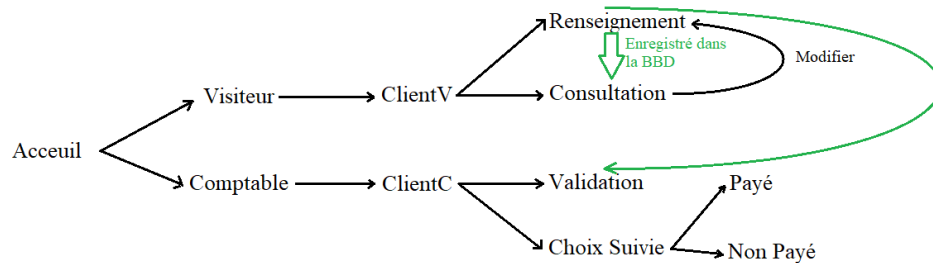 Renseignement
Enregistré dans
la BBD
Modifier
Visiteur
ClientV
Consultation
Acceuil
Comptable
ClientC
Validation
Payé
Choix Suivie
Non Payé